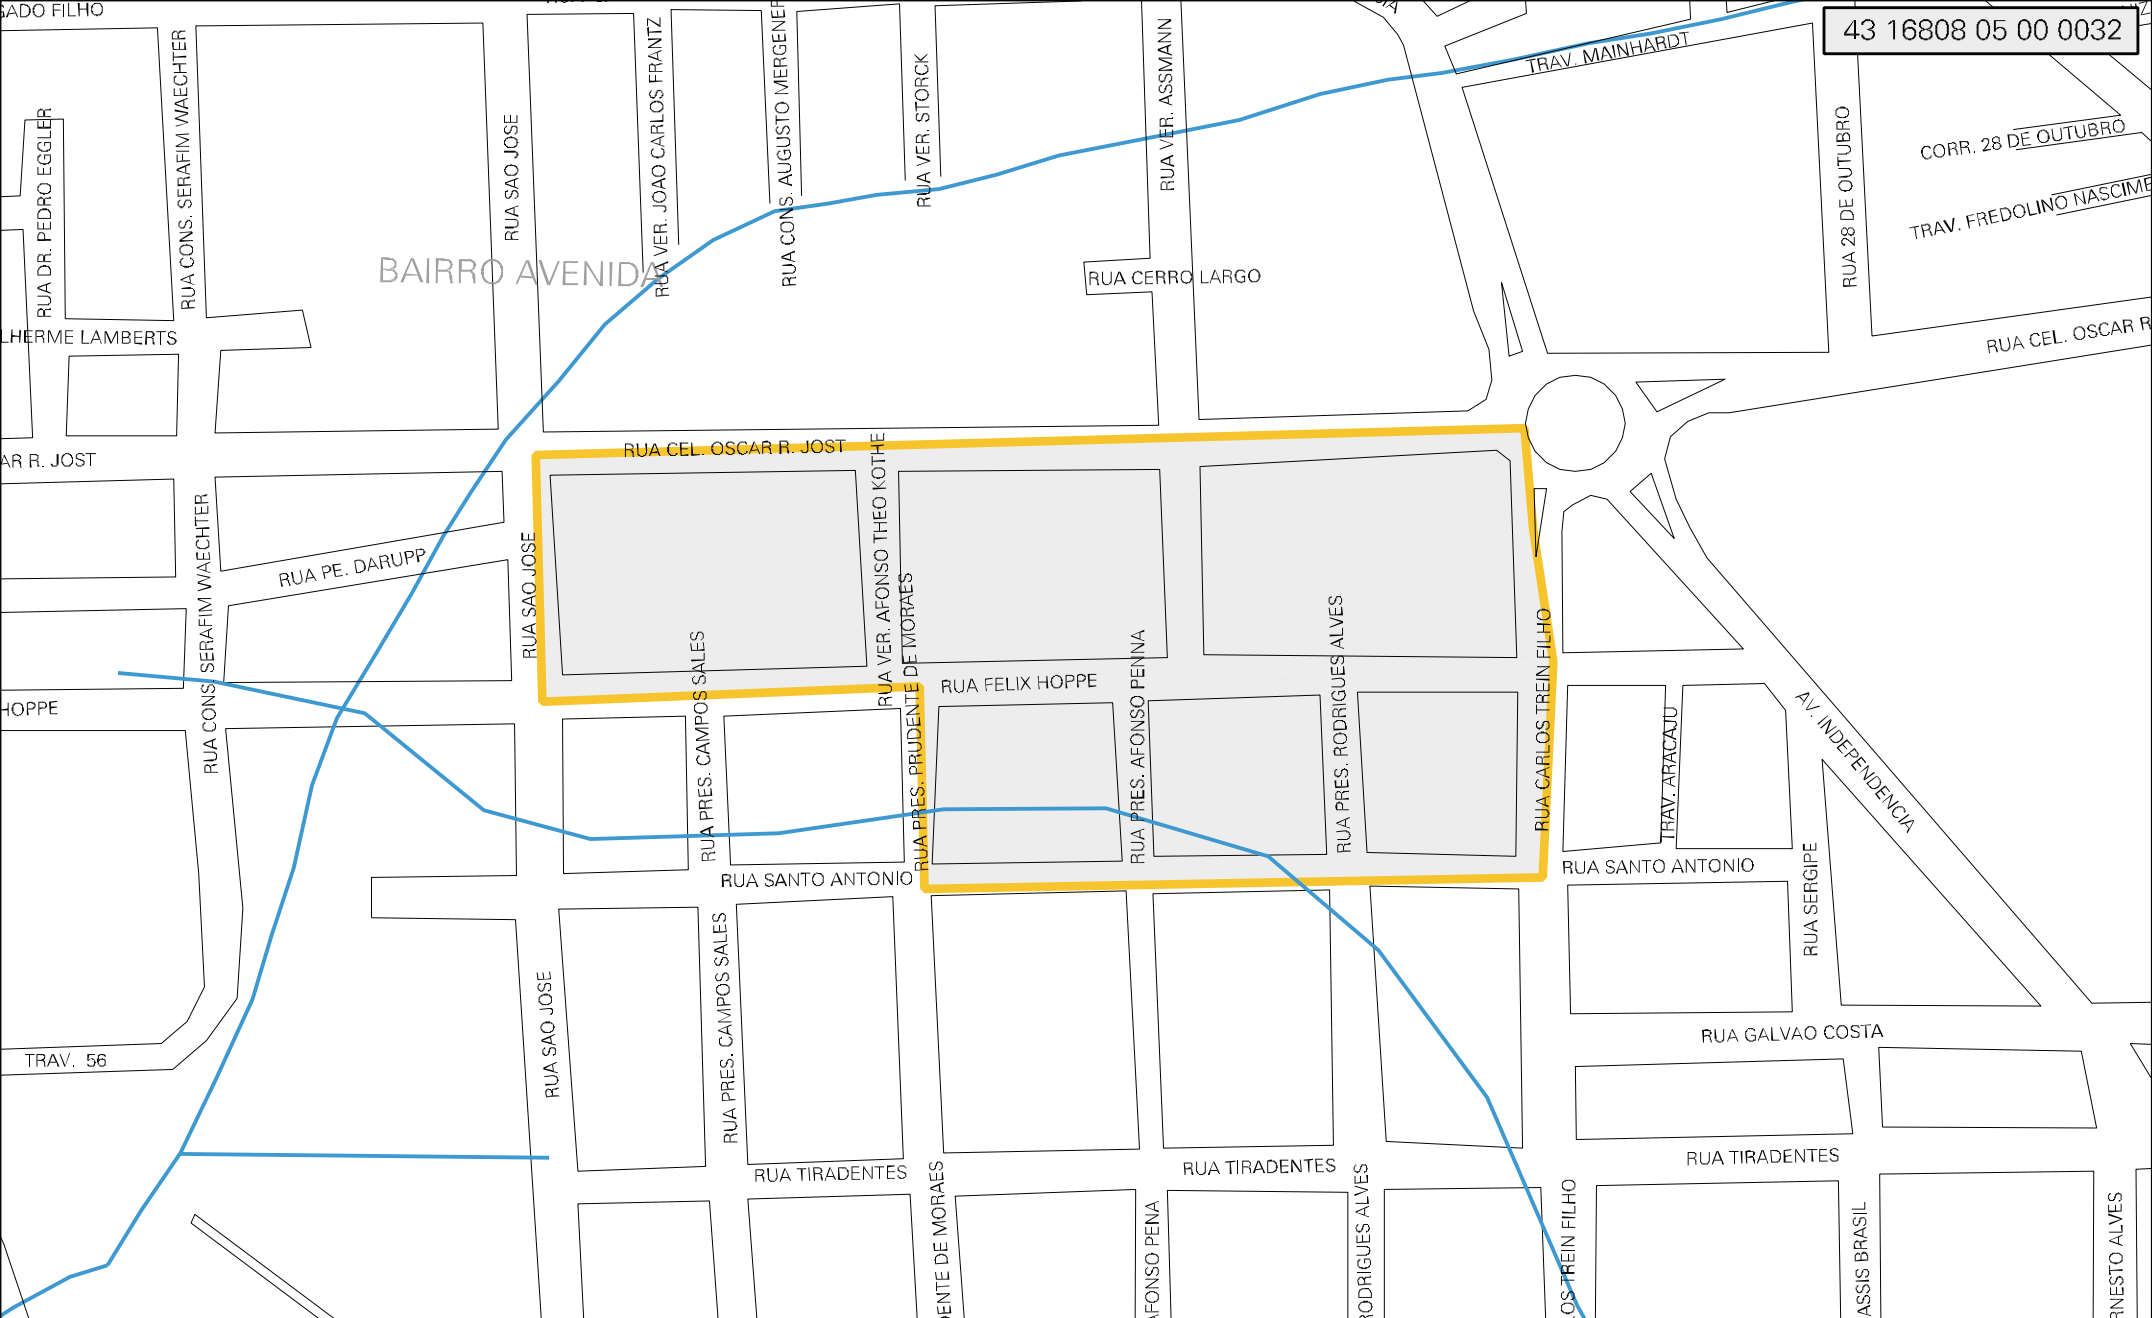 GADO FILHO
43 16808 05 00 0032
RUA CONS. SERAFIM WAECHTER
RUA VER. JOAO CARLOS FRANTZ
RUA CONS. AUGUSTO MERGENER
RUA VER. STORCK
RUA VER. ASSMANN
TRAV. MAINHARDT
RUA DR. PEDRO EGGLER
RUA SAO JOSE
RUA 28 DE OUTUBRO
CORR. 28 DE OUTUBRO
TRAV. FREDOLINO NASCIME
BAIRRO AVENIDA
RUA CERRO LARGO
LHERME LAMBERTS
RUA CEL. OSCAR R
AR R. JOST
RUA CEL. OSCAR R. JOST
RUA VER. AFONSO THEO KOTHE
RUA CONS. SERAFIM WAECHTER
RUA PE. DARUPP
RUA SAO JOSE
RUA PRES. CAMPOS SALES
RUA PRES. PRUDENTE DE MORAES
RUA FELIX HOPPE
RUA PRES. AFONSO PENNA
RUA PRES. RODRIGUES ALVES
RUA CARLOS TREIN FILHO
HOPPE
TRAV. ARACAJU
AV. INDEPENDENCIA
RUA SANTO ANTONIO
RUA SANTO ANTONIO
RUA SERGIPE
RUA SAO JOSE
RUA PRES. CAMPOS SALES
TRAV. 56
RUA GALVAO COSTA
RUA TIRADENTES
RUA TIRADENTES
RUA TIRADENTES
DENTE DE MORAES
AFONSO PENA
RODRIGUES ALVES
OS TREIN FILHO
ASSIS BRASIL
RNESTO ALVES